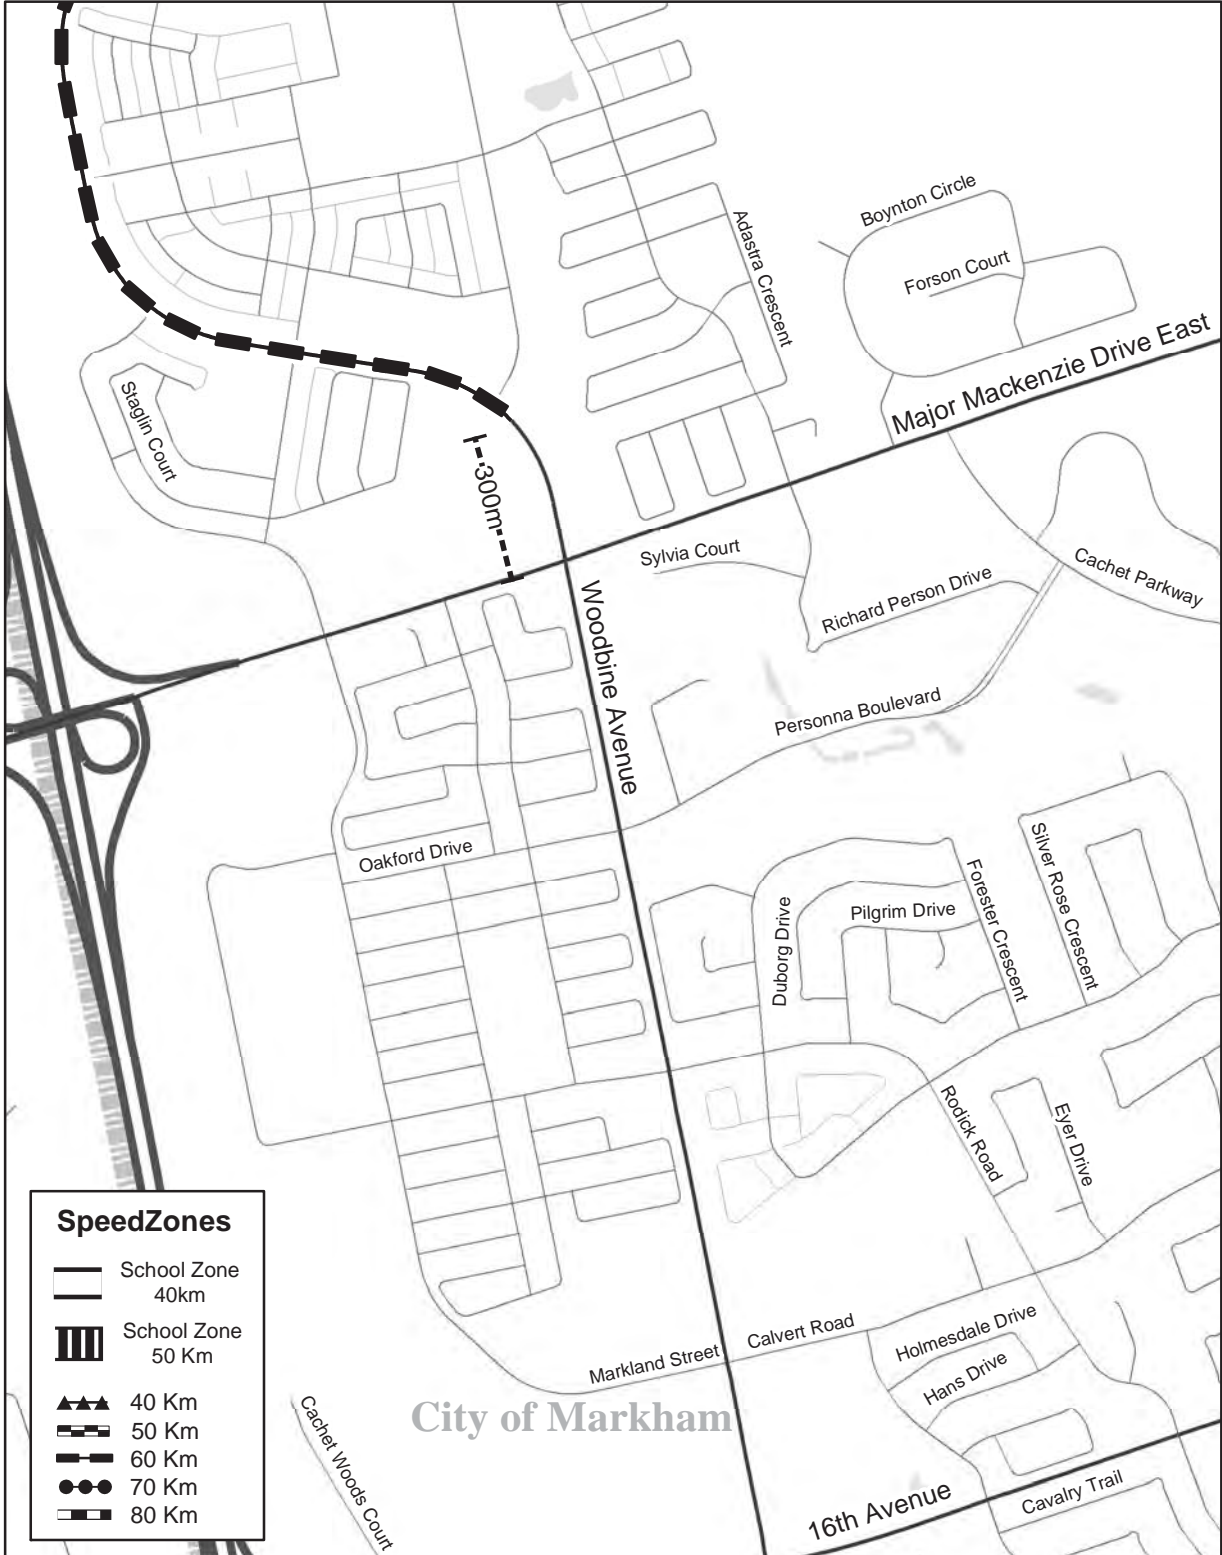 Boynton Circle
Adastra Crescent
Forson Court
Major Mackenzie Drive East
Staglin Court
300m
Sylvia Court
Cachet Parkway
Richard Person Drive
Woodbine Avenue
Personna Boulevard
Oakford Drive
Silver Rose Crescent
Forester Crescent
Pilgrim Drive
Duborg Drive
Rodick Road
Eyer Drive
SpeedZones
School Zone
40km
School Zone
50 Km
40 Km
50 Km
60 Km
70 Km
80 Km
Calvert Road
Holmesdale Drive
Markland Street
Hans Drive
City of Markham
Cachet Woods Court
16th Avenue
Cavalry Trail